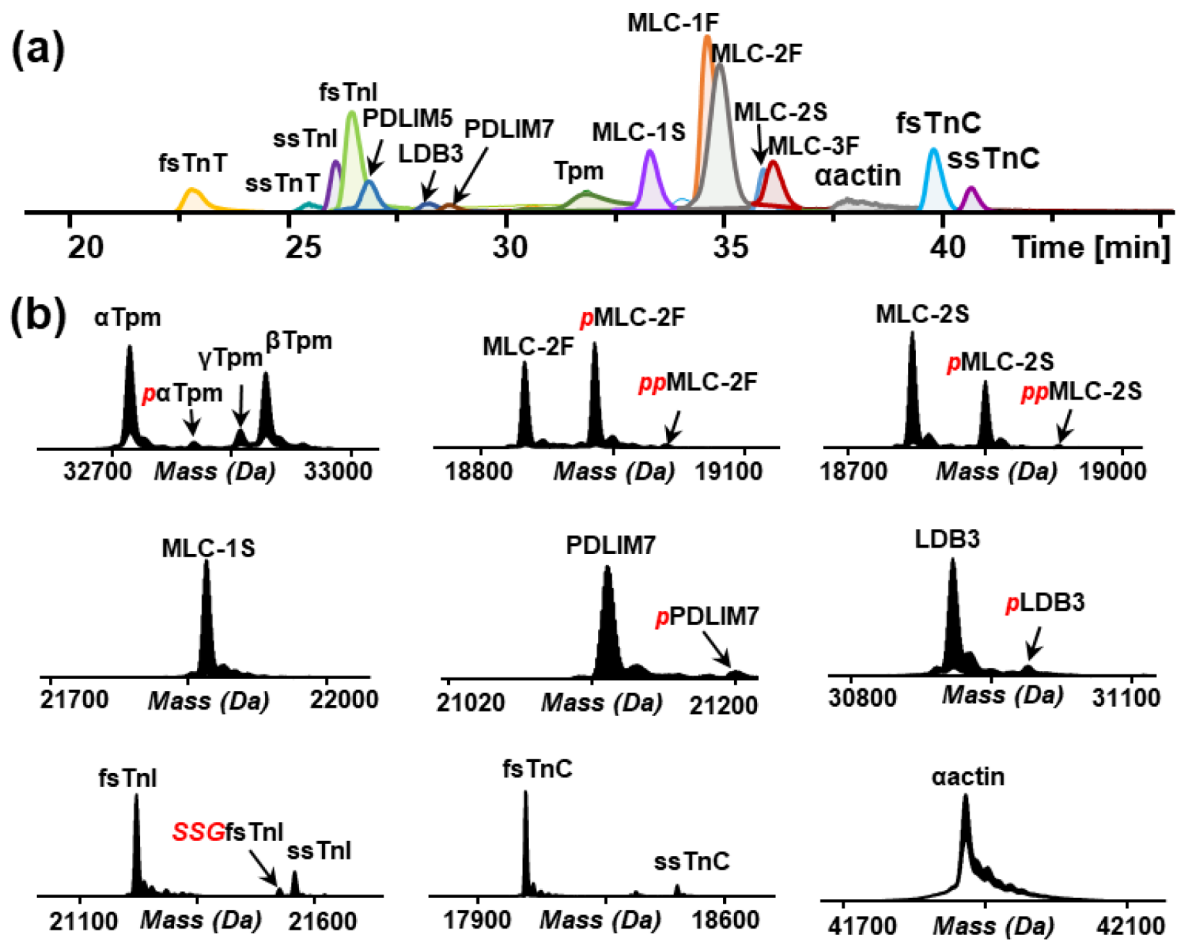 (a)
MLC-1F
MLC-2F
fsTnI
PDLIM5
PDLIM7
MLC-2S
fsTnC
ssTnI
LDB3
MLC-1S
MLC-3F
ssTnC
fsTnT
ssTnT
Tpm
αactin
20 25 30 35 40 Time [min]
(b)
αTpm
γTpm
βTpm
pαTpm
32700 Mass (Da) 33000
MLC-2F
pMLC-2F
ppMLC-2F
18800 Mass (Da) 19100
MLC-2S
pMLC-2S
ppMLC-2S
18700 Mass (Da) 19000
MLC-1S
21700 Mass (Da) 22000
PDLIM7
pPDLIM7
21020 Mass (Da) 21200
LDB3
pLDB3
30800 Mass (Da) 31100
fsTnI
SSGfsTnI
ssTnI
21100 Mass (Da) 21600
fsTnC
ssTnC
17900 Mass (Da) 18600
αactin
41700 Mass (Da) 42100